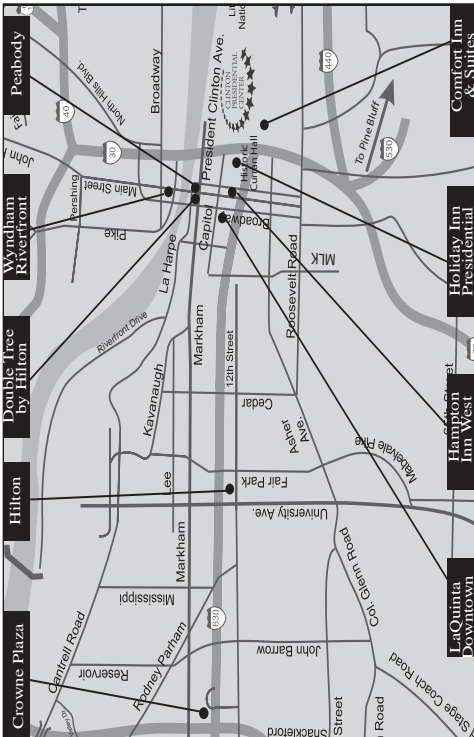 Peabody
Wyndham
Riverfront
Double Tree
by Hilton
Hilton
Crowne Plaza
Comfort Inn
& Suites
Holiday Inn
Presidential
Hampton
Inn West
LaQuinta
Downtown
North Hills Blvd.
40
30
440
530
630
Broadway
President Clinton Ave.
CLINTON
PRESIDENTIAL
CENTER
Historic
Curran Hall
To Pine Bluff
John
Pershing
Main Street
Pike
La Harpe
Capitol
Broadway
Roosevelt Road
MLK
Riverfront Drive
Markham
12th Street
Kavanaugh
Cedar
Asher
Ave.
Mabelvale Pike
Lee
Fair Park
University Ave.
Markham
Mississippi
Col. Glenn Road
Cantrell Road
Reservoir
Rodney Parham
John Barrow
Stage Coach Road
Shackleford
Street
Road
Street